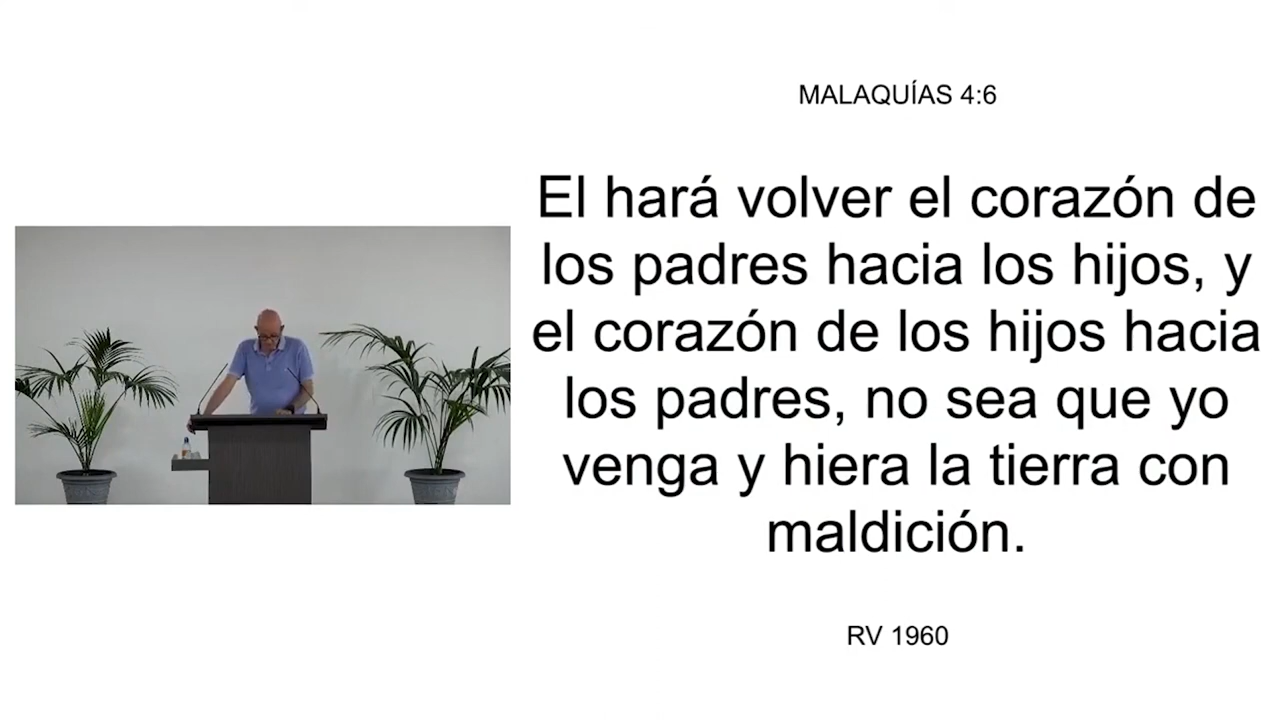 MALAQUÍAS 4:6
El hará volver el corazón de
los padres hacia los hijos, y
el corazón de los hijos hacia
los padres, no sea que yo
venga y hiera la tierra con
maldición.
RV 1960